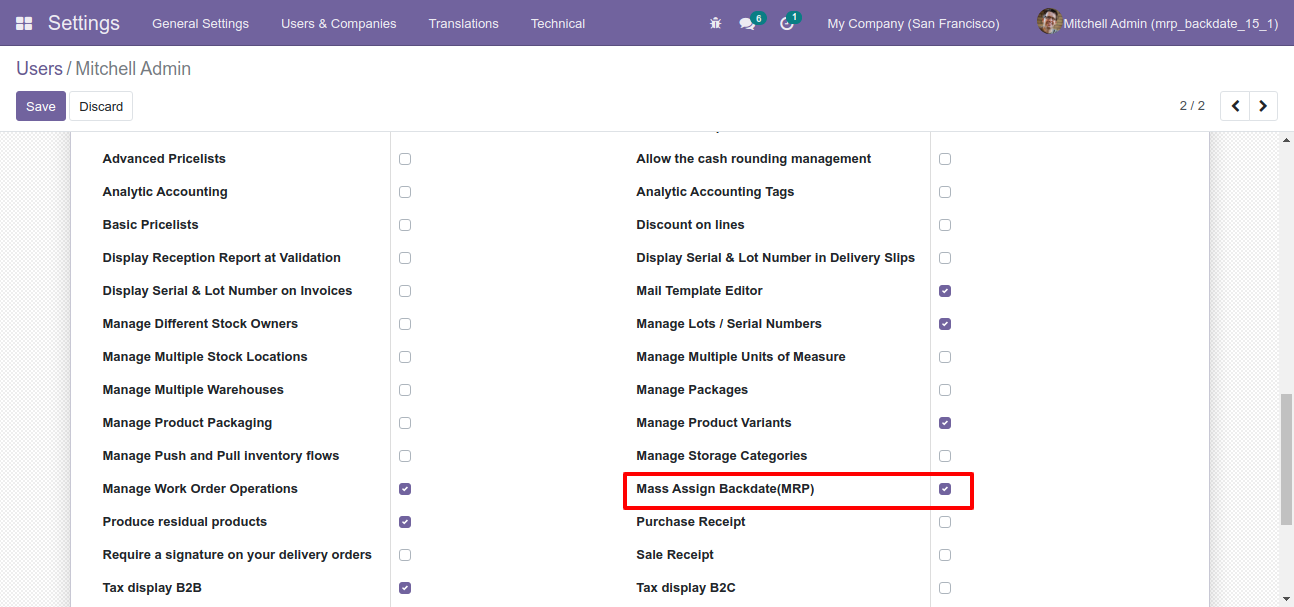 Settings General Settings Users & Companies Translations Technical 6 1 My Company (San Francisco) Mitchell Admin (mrp_backdate_15_1)
Users / Mitchell Admin
Save Discard 2 / 2
Advanced Pricelists Allow the cash rounding management
Analytic Accounting Analytic Accounting Tags
Basic Pricelists Discount on lines
Display Reception Report at Validation Display Serial & Lot Number in Delivery Slips
Display Serial & Lot Number on Invoices Mail Template Editor
Manage Different Stock Owners Manage Lots / Serial Numbers
Manage Multiple Stock Locations Manage Multiple Units of Measure
Manage Multiple Warehouses Manage Packages
Manage Product Packaging Manage Product Variants
Manage Push and Pull inventory flows Manage Storage Categories
Manage Work Order Operations Mass Assign Backdate(MRP)
Produce residual products Purchase Receipt
Require a signature on your delivery orders Sale Receipt
Tax display B2B Tax display B2C